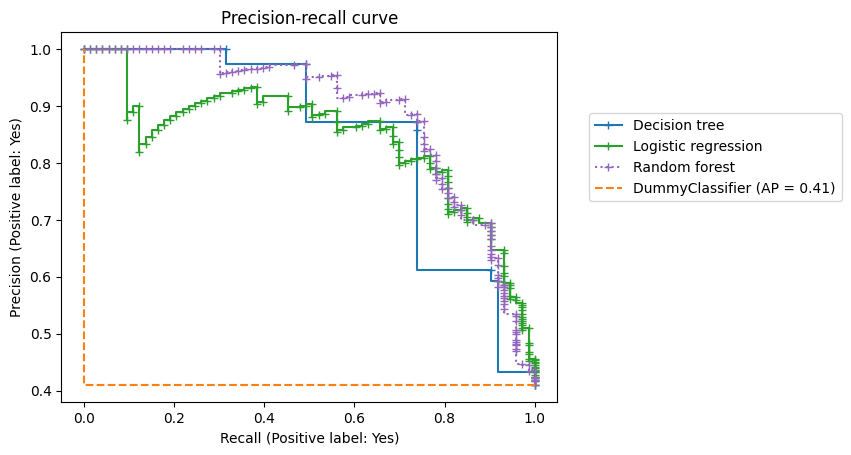 Precision-recall curve
Precision (Positive label: Yes)
1.0
0.9
0.8
0.7
0.6
0.5
0.4
0.0
0.2
0.4
0.6
0.8
1.0
Recall (Positive label: Yes)
Decision tree
Logistic regression
Random forest
DummyClassifier (AP = 0.41)